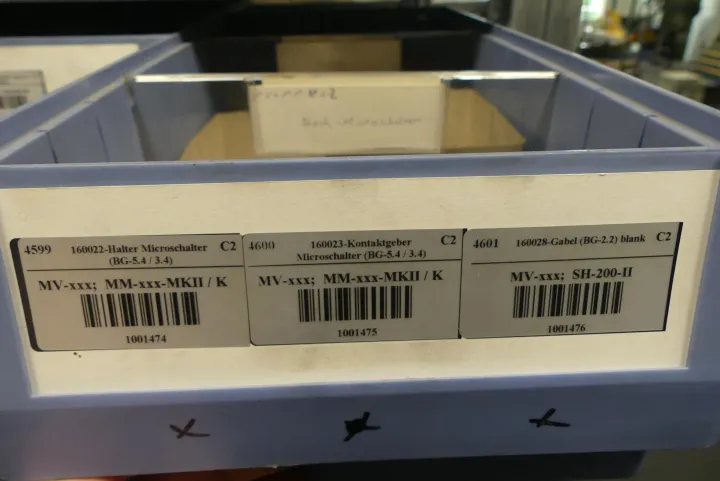 4599 160022-Halter Microschalter C2
(BG-5.4 / 3.4)
MV-xxx; MM-xxx-MKII / K
1001474
4600 160023-Kontaktgeber C2
Microschalter (BG-5.4 / 3.4)
MV-xxx; MM-xxx-MKII / K
1001475
4601 160028-Gabel (BG-2.2) blank C2
MV-xxx; SH-200-II
1001476